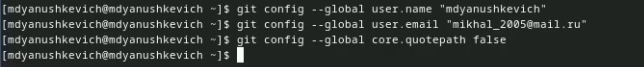 [mdyanushkevich@mdyanushkevich ~]$ git config --global user.name "mdyanushkevich"
[mdyanushkevich@mdyanushkevich ~]$ git config --global user.email "mikhal_2005@mail.ru"
[mdyanushkevich@mdyanushkevich ~]$ git config --global core.quotepath false
[mdyanushkevich@mdyanushkevich ~]$